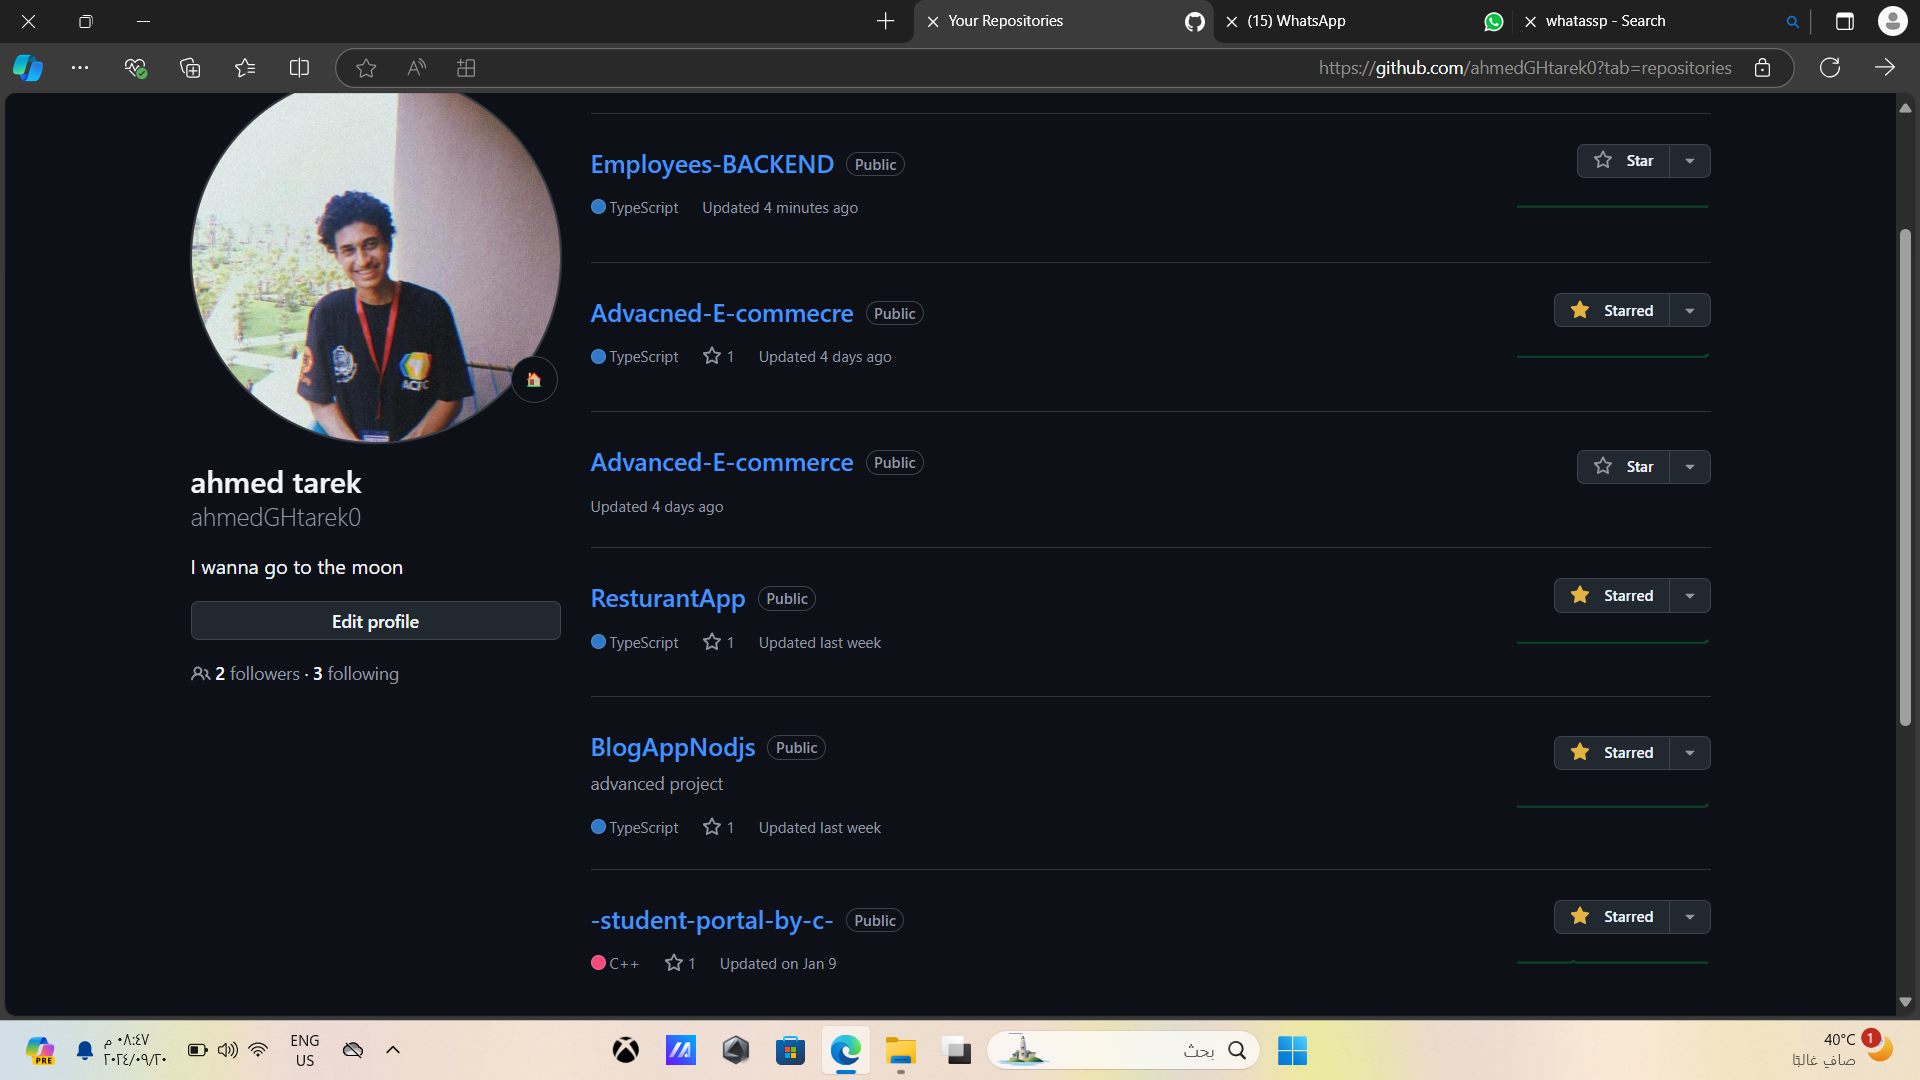 Your Repositories
(15) WhatsApp
whatassp - Search
https://github.com/ahmedGHtarek0?tab=repositories
ACPC
ahmed tarek
ahmedGHtarek0
I wanna go to the moon
Edit profile
2 followers · 3 following
Employees-BACKEND Public
Star
TypeScript Updated 4 minutes ago
Advacned-E-commecre Public
Starred
TypeScript 1 Updated 4 days ago
Advanced-E-commerce Public
Star
Updated 4 days ago
ResturantApp Public
Starred
TypeScript 1 Updated last week
BlogAppNodjs Public
Starred
advanced project
TypeScript 1 Updated last week
-student-portal-by-c- Public
Starred
C++ 1 Updated on Jan 9
PRE
٠٨:٤٧ م
٢٠٢٤/٠٩/٢٠
ENG
US
بحث
40°C
صافٍ غالبًا
1